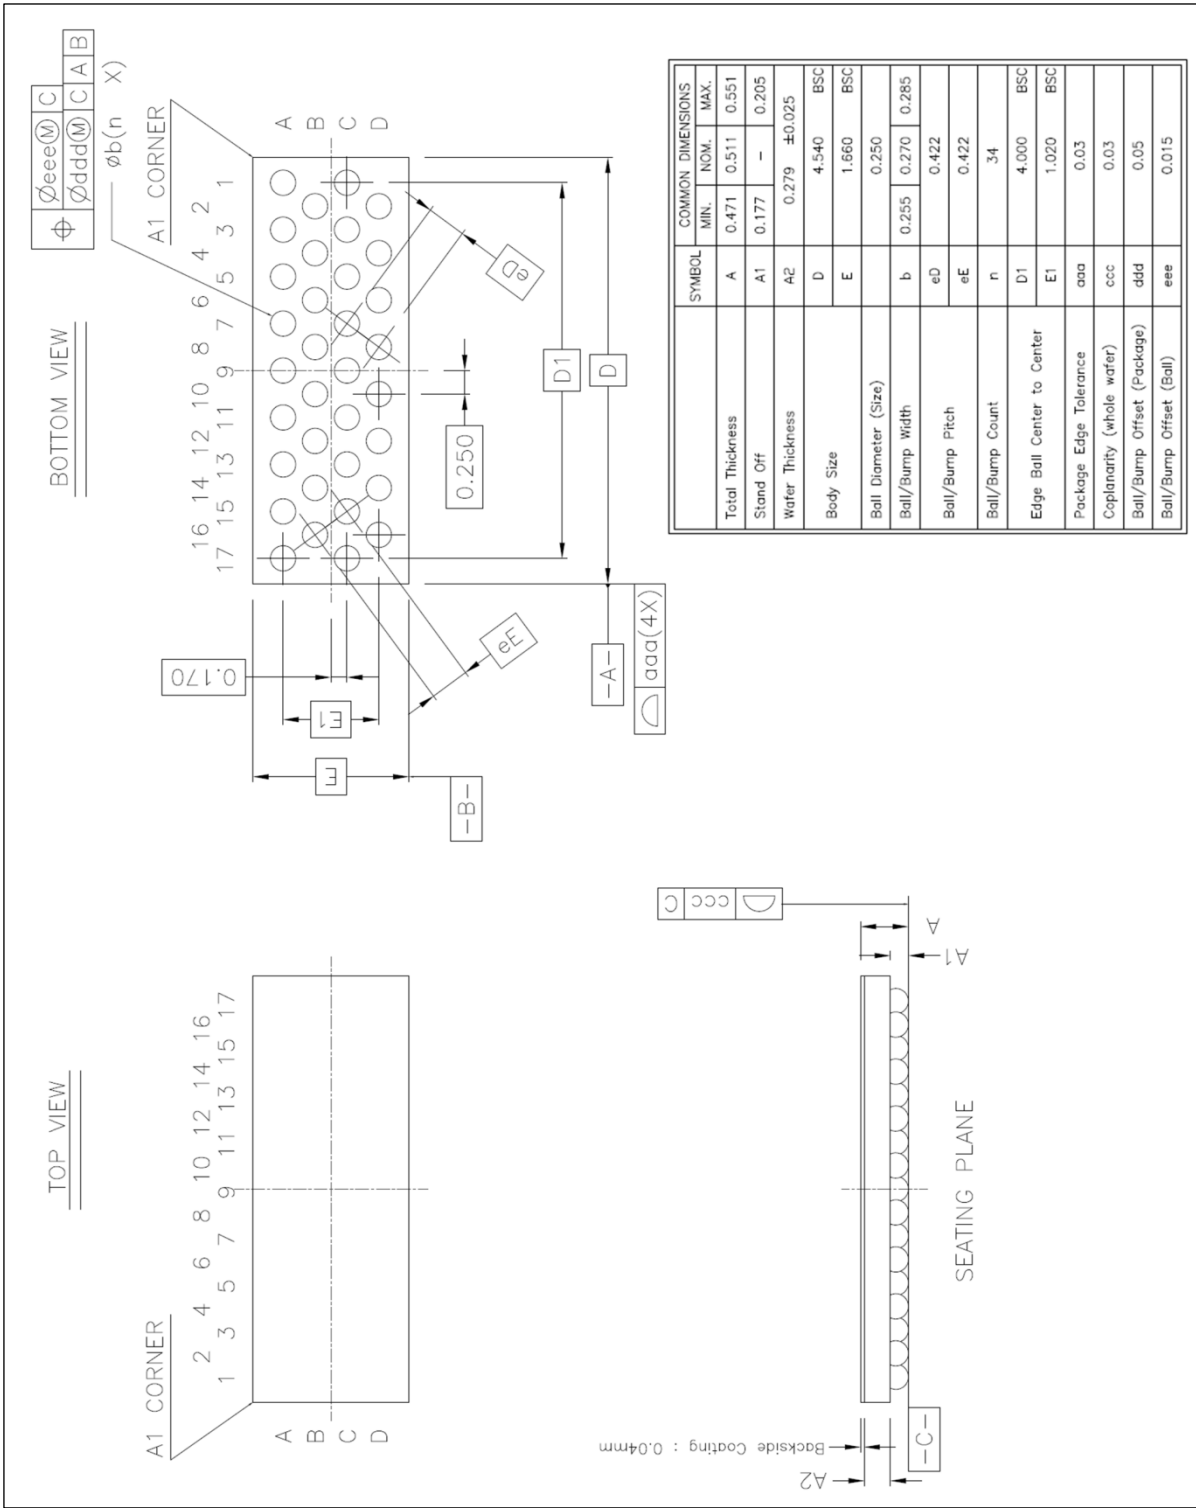 TOP VIEW
A1 CORNER
1 2 3 4 5 6 7 8 9 10 11 12 13 14 15 16 17
A
B
C
D
BOTTOM VIEW
17 16 15 14 13 12 11 10 9 8 7 6 5 4 3 2 1
A1 CORNER
A
B
C
D
⌖ Øeee Ⓜ C
Øddd Ⓜ C A B
øb(n X)
E
E1
0.170
eE
0.250
eD
D1
D
-B-
-A-
⌓ aaa(4X)
Backside Coating : 0.04mm
A2
-C-
SEATING PLANE
A1
A
⌓ ccc C
SYMBOL COMMON DIMENSIONS
MIN. NOM. MAX.
Total Thickness A 0.471 0.511 0.551
Stand Off A1 0.177 – 0.205
Wafer Thickness A2 0.279 ±0.025
Body Size D 4.540 BSC
E 1.660 BSC
Ball Diameter (Size) 0.250
Ball/Bump Width b 0.255 0.270 0.285
Ball/Bump Pitch eD 0.422
eE 0.422
Ball/Bump Count n 34
Edge Ball Center to Center D1 4.000 BSC
E1 1.020 BSC
Package Edge Tolerance aaa 0.03
Coplanarity (whole wafer) ccc 0.03
Ball/Bump Offset (Package) ddd 0.05
Ball/Bump Offset (Ball) eee 0.015